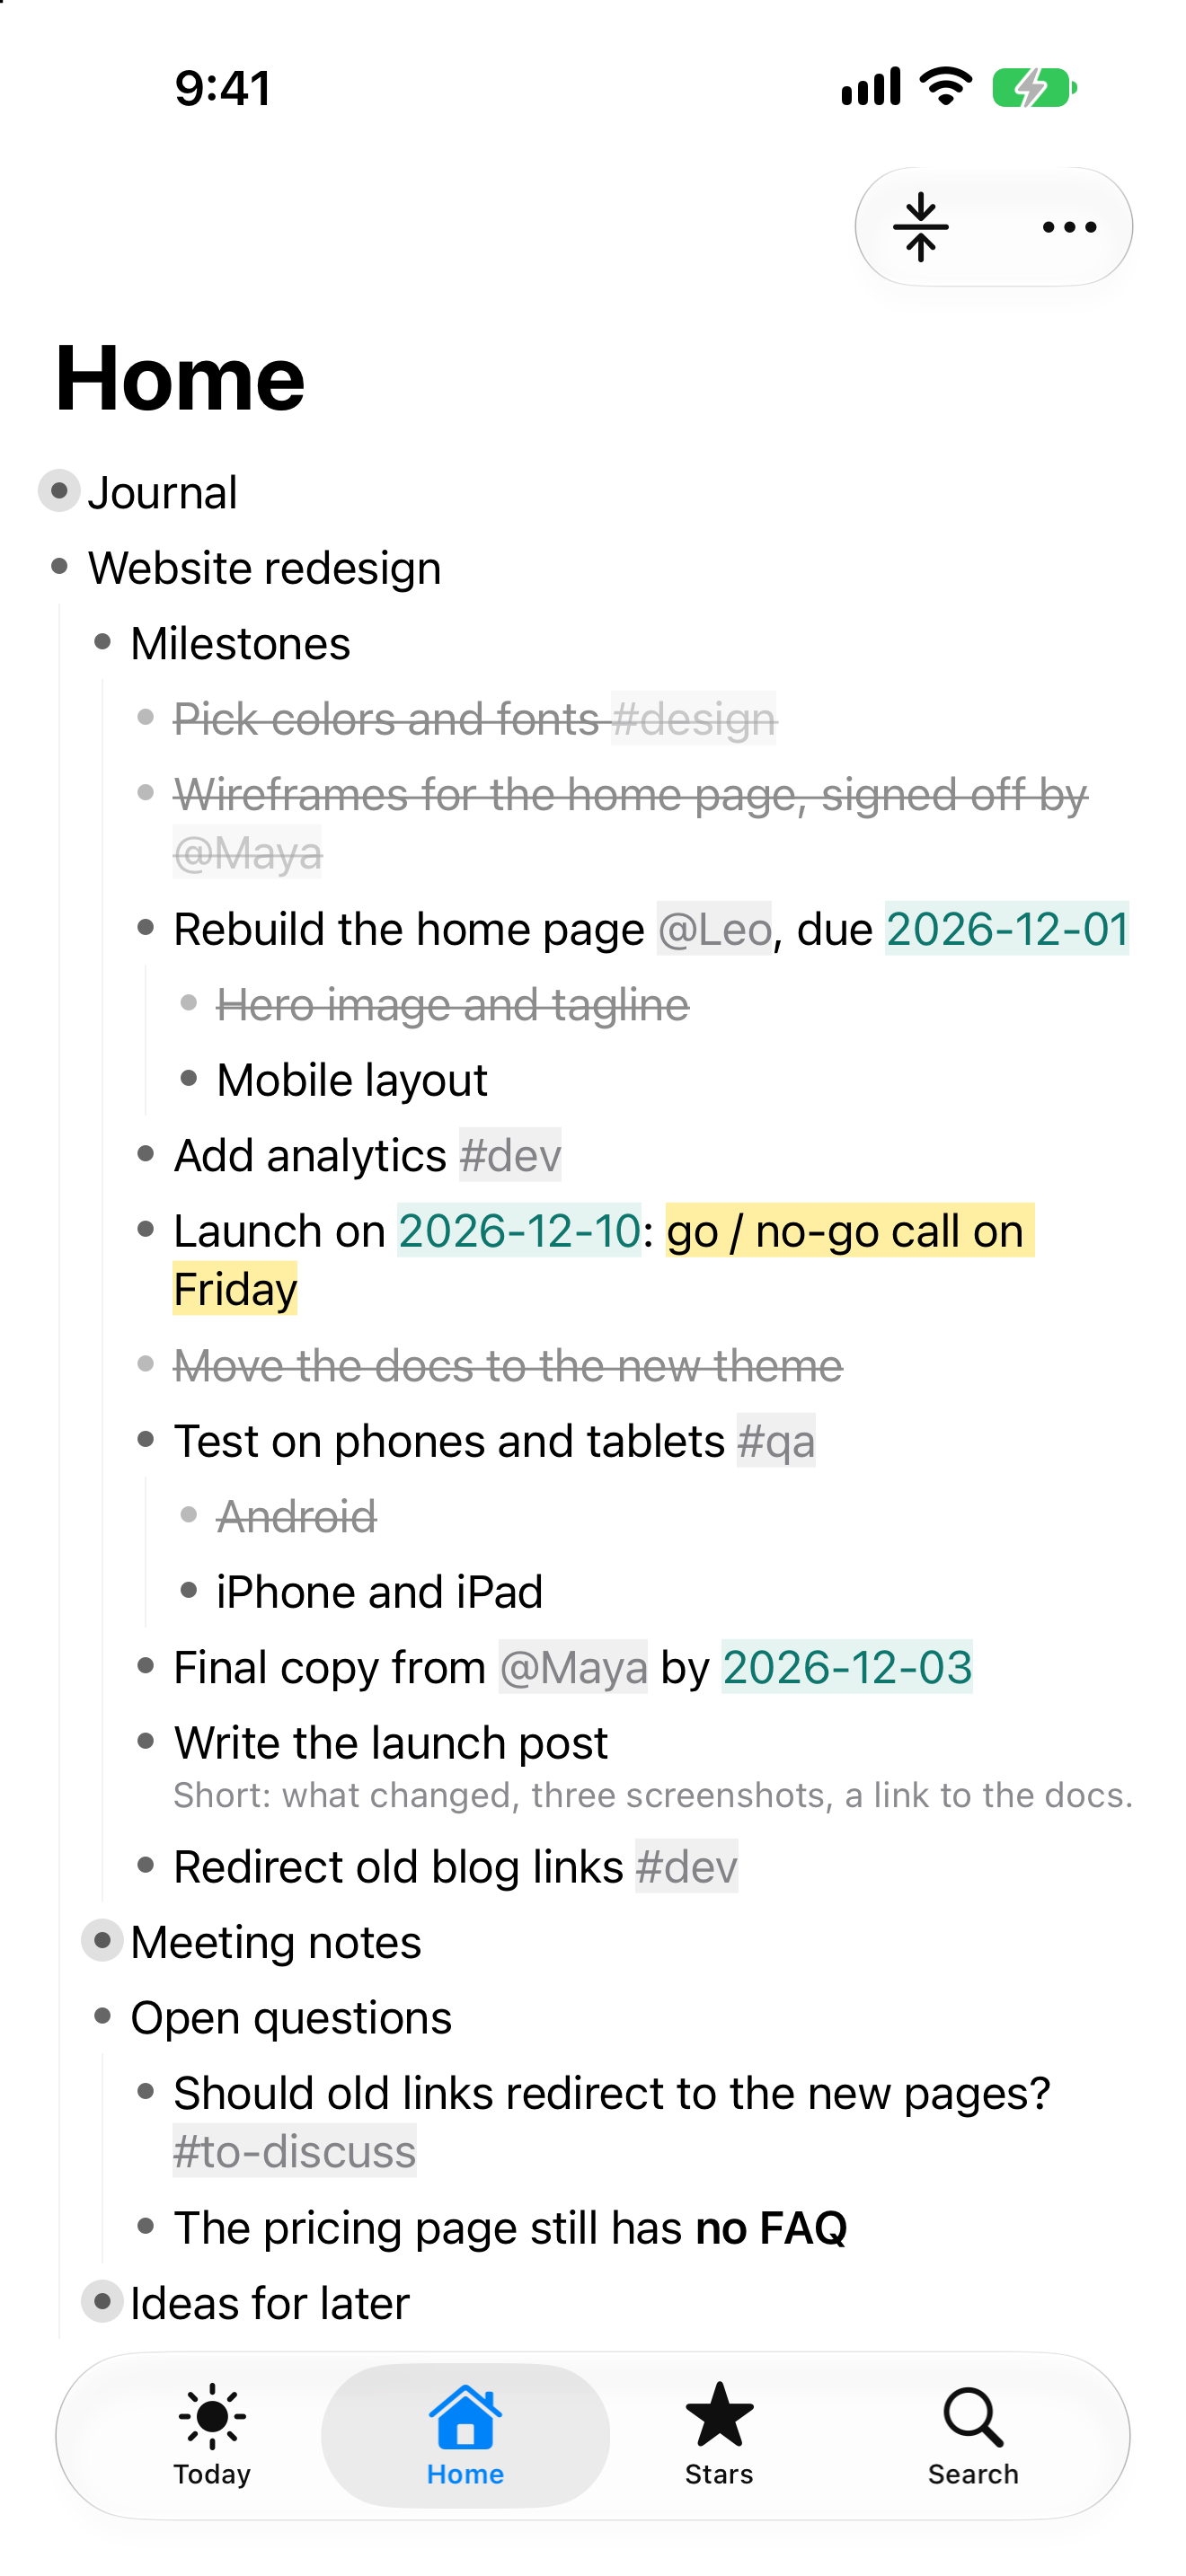 9:41
Home
Journal
Website redesign
Milestones
Pick colors and fonts #design
Wireframes for the home page, signed off by
@Maya
Rebuild the home page @Leo, due 2026-12-01
Hero image and tagline
Mobile layout
Add analytics #dev
Launch on 2026-12-10: go / no-go call on
Friday
Move the docs to the new theme
Test on phones and tablets #qa
Android
iPhone and iPad
Final copy from @Maya by 2026-12-03
Write the launch post
Short: what changed, three screenshots, a link to the docs.
Redirect old blog links #dev
Meeting notes
Open questions
Should old links redirect to the new pages?
#to-discuss
The pricing page still has no FAQ
Ideas for later
Today
Home
Stars
Search